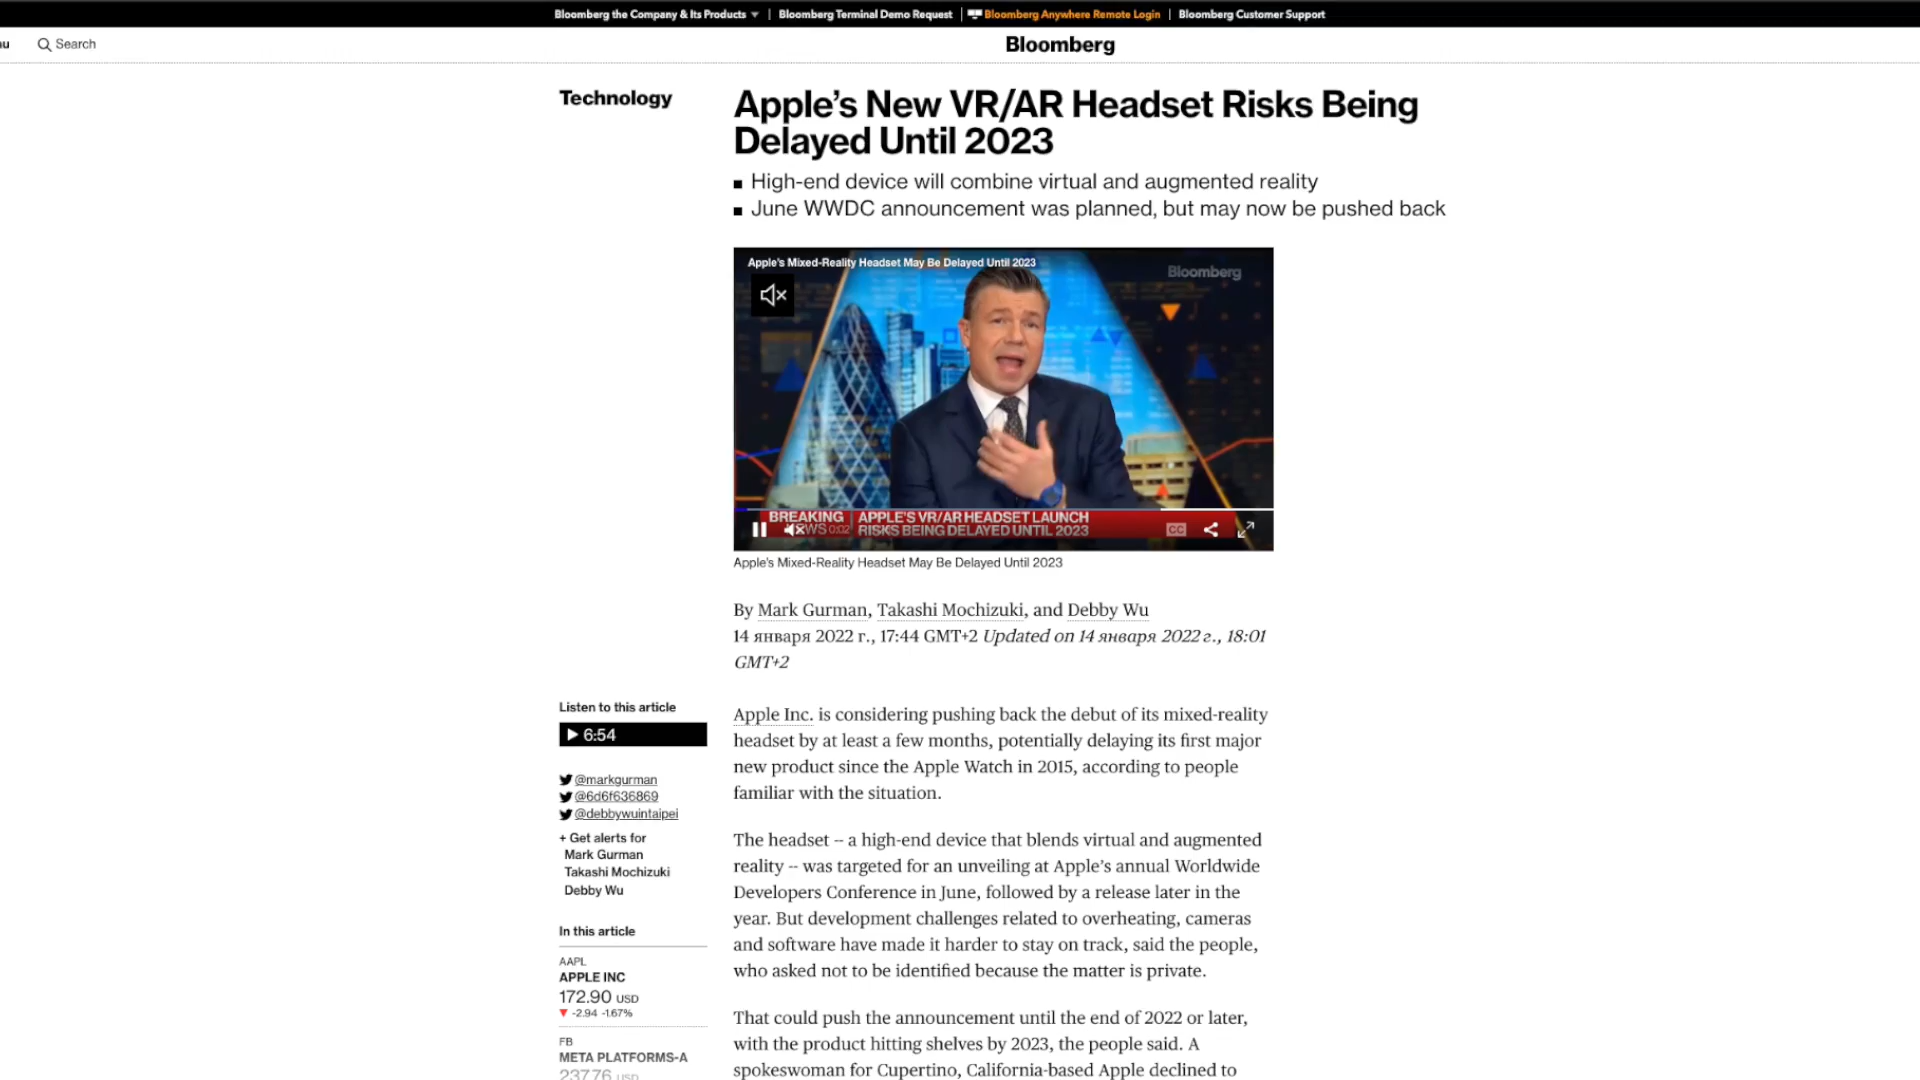 Bloomberg the Company & Its Products
Bloomberg Terminal Demo Request
Bloomberg Anywhere Remote Login
Bloomberg Customer Support
Search
Bloomberg
Technology
Apple's New VR/AR Headset Risks Being
Delayed Until 2023
High-end device will combine virtual and augmented reality
June WWDC announcement was planned, but may now be pushed back
Apple's Mixed-Reality Headset May Be Delayed Until 2023
Bloomberg
BREAKING
NEWS 0:02
APPLE'S VR/AR HEADSET LAUNCH
RISKS BEING DELAYED UNTIL 2023
CC
Apple's Mixed-Reality Headset May Be Delayed Until 2023
By Mark Gurman, Takashi Mochizuki, and Debby Wu
14 января 2022 г., 17:44 GMT+2 Updated on 14 января 2022 г., 18:01
GMT+2
Listen to this article
6:54
@markgurman
@6d6f636869
@debbywuintaipei
+ Get alerts for
Mark Gurman
Takashi Mochizuki
Debby Wu
In this article
AAPL
APPLE INC
172.90 USD
-2.94 -1.67%
FB
META PLATFORMS-A
237.76 USD
Apple Inc. is considering pushing back the debut of its mixed-reality
headset by at least a few months, potentially delaying its first major
new product since the Apple Watch in 2015, according to people
familiar with the situation.
The headset -- a high-end device that blends virtual and augmented
reality -- was targeted for an unveiling at Apple's annual Worldwide
Developers Conference in June, followed by a release later in the
year. But development challenges related to overheating, cameras
and software have made it harder to stay on track, said the people,
who asked not to be identified because the matter is private.
That could push the announcement until the end of 2022 or later,
with the product hitting shelves by 2023, the people said. A
spokeswoman for Cupertino, California-based Apple declined to